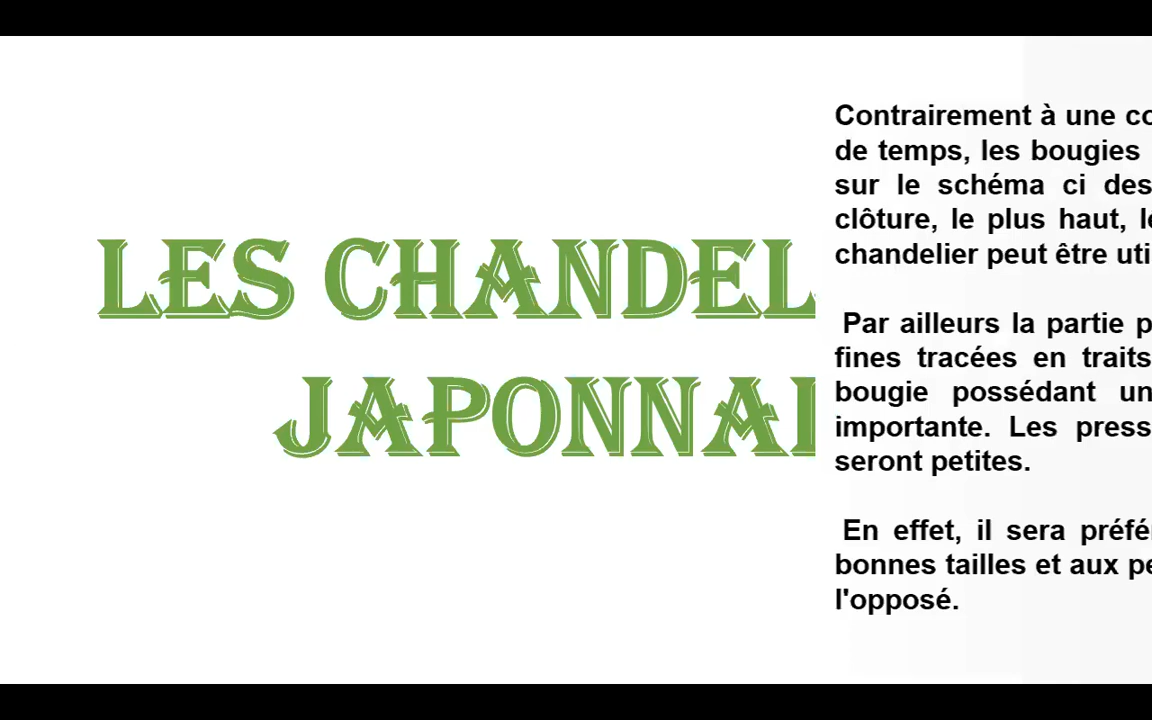 LES CHANDEL
JAPONNAI
Contrairement à une co
de temps, les bougies
sur le schéma ci des
clôture, le plus haut, le
chandelier peut être uti
Par ailleurs la partie p
fines tracées en traits
bougie possédant un
importante. Les press
seront petites.
En effet, il sera préfé
bonnes tailles et aux pe
l'opposé.